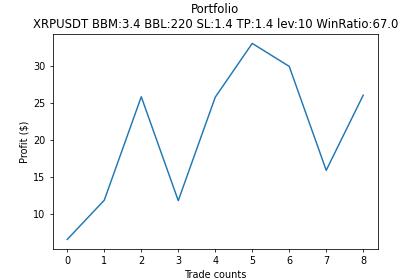 Portfolio
XRPUSDT BBM:3.4 BBL:220 SL:1.4 TP:1.4 lev:10 WinRatio:67.0
Profit ($)
30
25
20
15
10
0 1 2 3 4 5 6 7 8
Trade counts